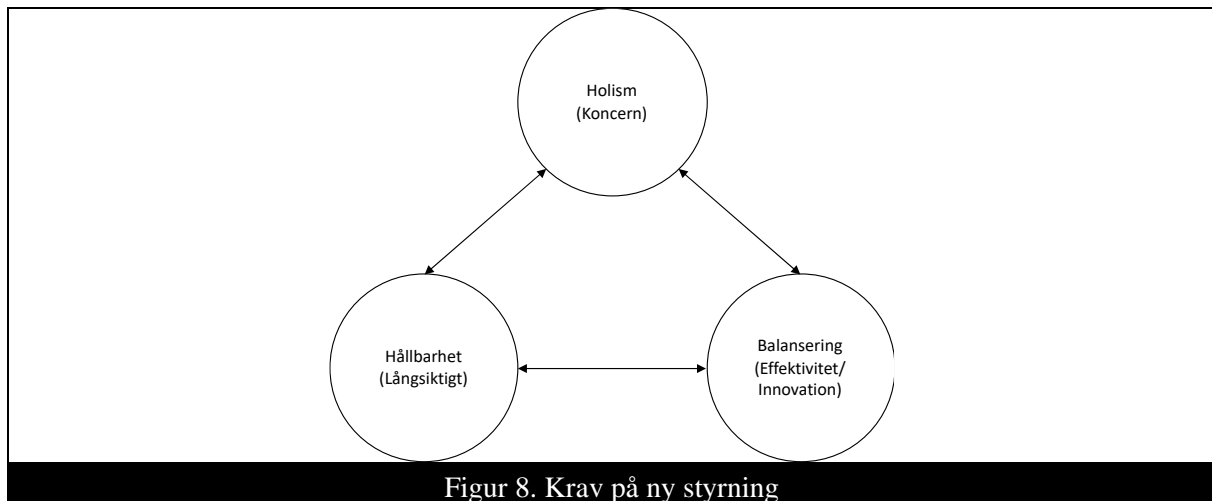 Holism
(Koncern)
Hållbarhet
(Långsiktigt)
Balansering
(Effektivitet/
Innovation)
Figur 8. Krav på ny styrning